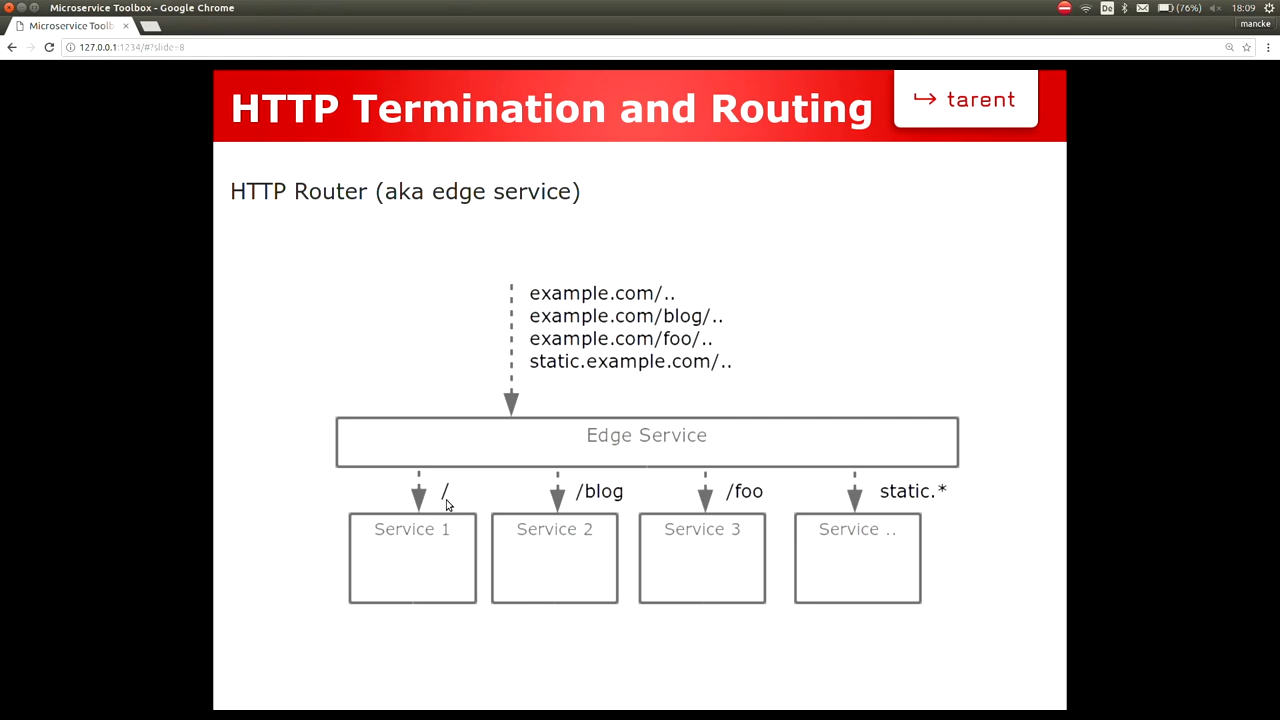 Microservice Toolbox - Google Chrome
De
(76%)
18:09
Microservice Toolb
mancke
127.0.0.1:1234/#?slide=8
HTTP Termination and Routing
tarent
HTTP Router (aka edge service)
example.com/..
example.com/blog/..
example.com/foo/..
static.example.com/..
Edge Service
/
/blog
/foo
static.*
Service 1
Service 2
Service 3
Service ..